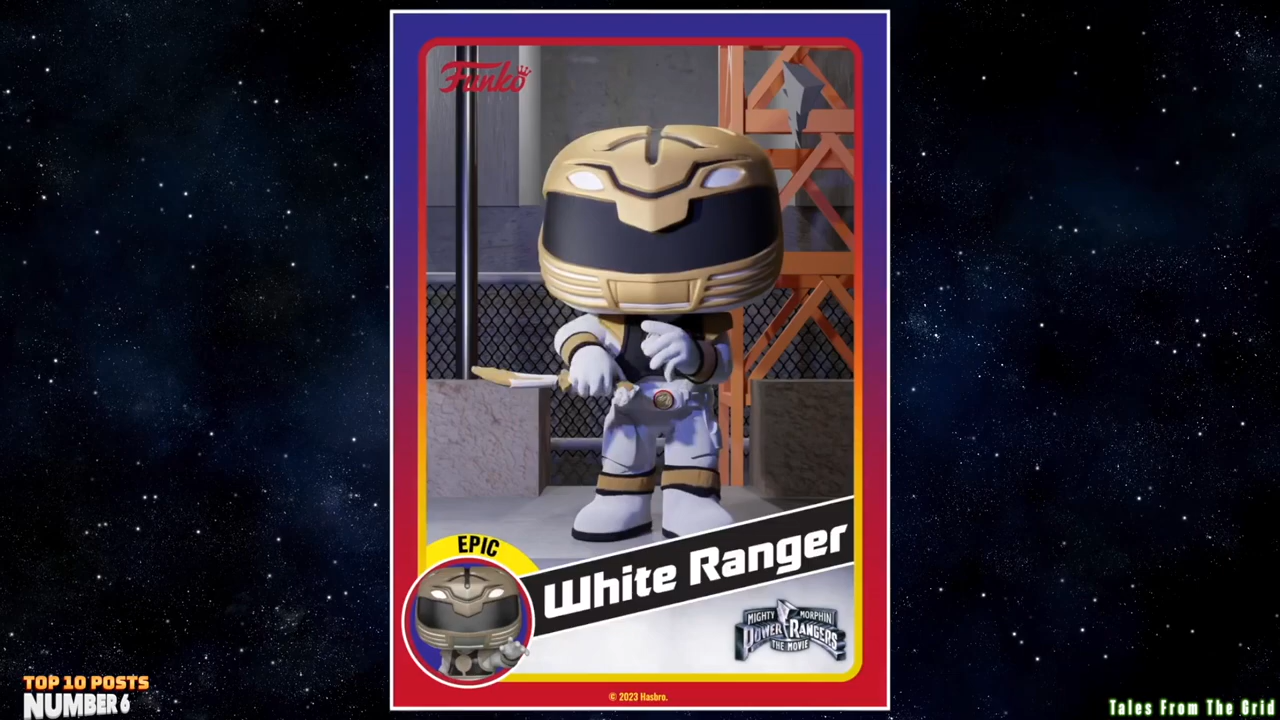 Funko
EPIC
White Ranger
MIGHTY MORPHIN
POWER RANGERS
THE MOVIE
© 2023 Hasbro.
TOP 10 POSTS
NUMBER 6
Tales From The Grid